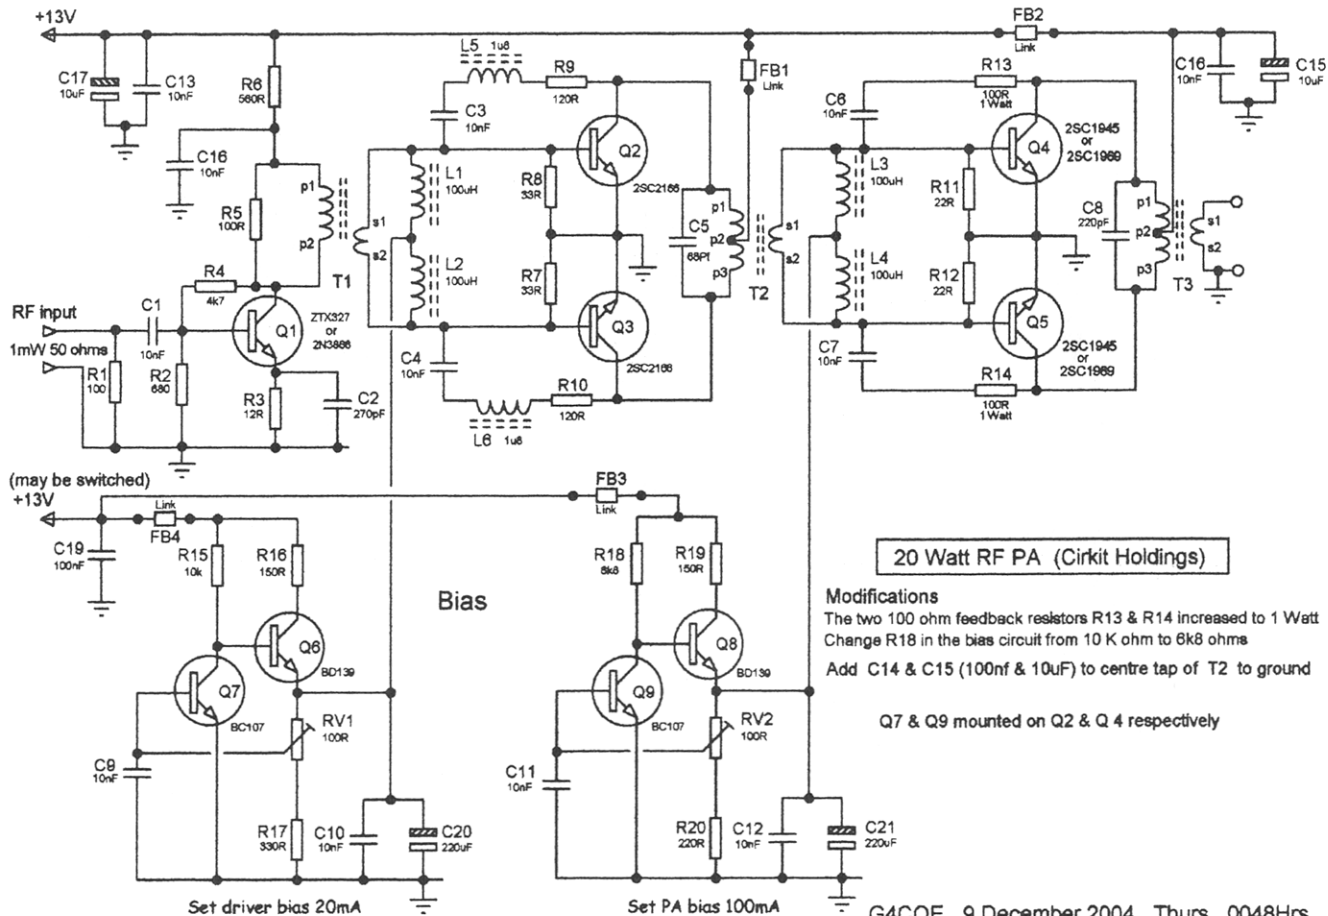 +13V
C17
10uF
C13
10nF
R6
560R
C16
10nF
R5
100R
p1
p2
T1
s1
s2
R4
4k7
RF input
1mW 50 ohms
C1
10nF
R1
100
R2
680
Q1
ZTX327
or
2N3866
R3
12R
C2
270pF
L5
1u8
R9
120R
C3
10nF
L1
100uH
L2
100uH
R8
33R
R7
33R
Q2
2SC2166
Q3
2SC2166
C4
10nF
L6
1u8
R10
120R
C5
68Pf
p1
p2
p3
T2
s1
s2
FB1
Link
FB2
Link
R13
100R
1Watt
C6
10nF
L3
100uH
L4
100uH
R11
22R
R12
22R
Q4
2SC1945
or
2SC1969
Q5
2SC1945
or
2SC1969
C7
10nF
R14
100R
1Watt
C8
220pF
p1
p2
p3
T3
s1
s2
C16
10nF
C15
10uF
(may be switched)
+13V
Link
FB4
C19
100nF
R15
10k
R16
150R
Q6
BD139
Q7
BC107
RV1
100R
C9
10nF
R17
330R
C10
10nF
C20
220uF
Set driver bias 20mA
Bias
FB3
Link
R18
6k8
R19
150R
Q8
BD139
Q9
BC107
RV2
100R
C11
10nF
R20
220R
C12
10nF
C21
220uF
Set PA bias 100mA
20 Watt RF PA (Cirkit Holdings)
Modifications
The two 100 ohm feedback resistors R13 & R14 increased to 1 Watt
Change R18 in the bias circuit from 10 K ohm to 6k8 ohms
Add C14 & C15 (100nf & 10uF) to centre tap of T2 to ground
Q7 & Q9 mounted on Q2 & Q 4 respectively
9 December 2004 Thurs 0048Hrs